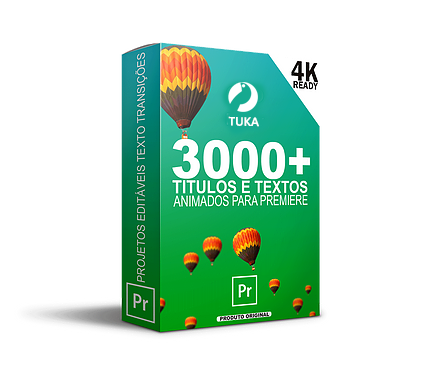 PROJETOS EDITÁVEIS TEXTO TRANSIÇÕES
Pr
4K
READY
TUKA
3000+
TITULOS E TEXTOS
ANIMADOS PARA PREMIERE
Pr
PRODUTO ORIGINAL